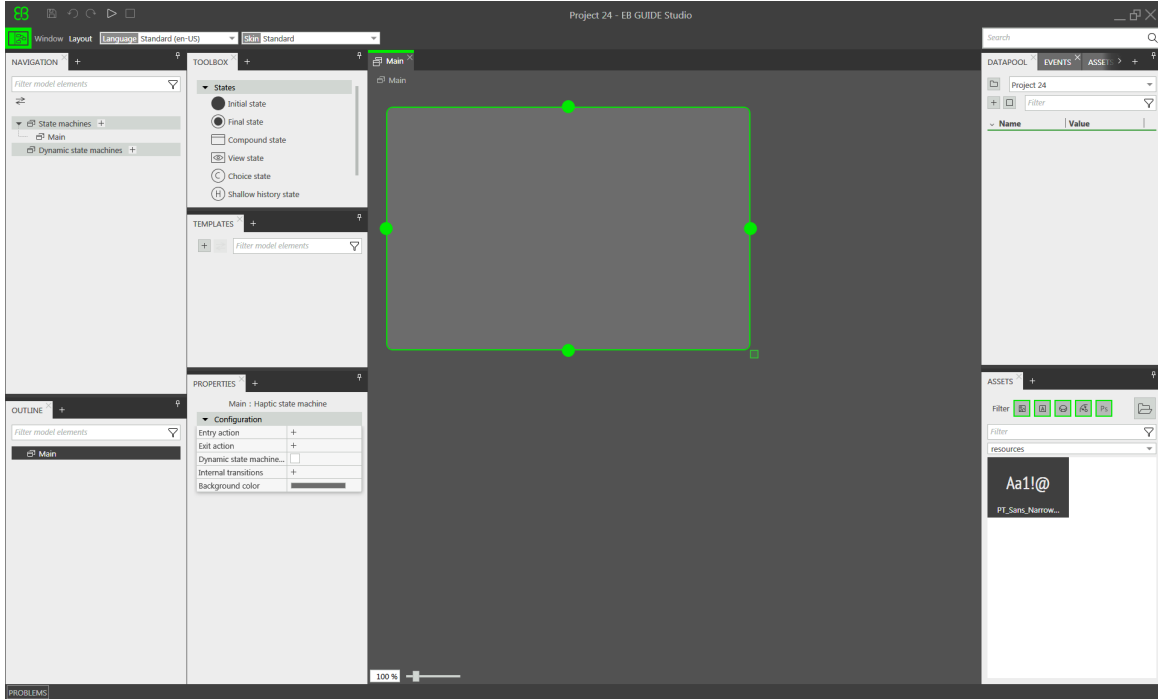 EB
Project 24 - EB GUIDE Studio
Window Layout Language Standard (en-US) Skin Standard
Search
NAVIGATION
Filter model elements
State machines
Main
Dynamic state machines
OUTLINE
Filter model elements
Main
TOOLBOX
States
Initial state
Final state
Compound state
View state
C Choice state
H Shallow history state
TEMPLATES
Filter model elements
PROPERTIES
Main : Haptic state machine
Configuration
Entry action +
Exit action +
Dynamic state machine...
Internal transitions +
Background color
Main
Main
100 %
DATAPOOL EVENTS ASSETS
Project 24
Filter
Name Value
ASSETS
Filter A Ps
Filter
resources
Aa1!@
PT_Sans_Narrow...
PROBLEMS